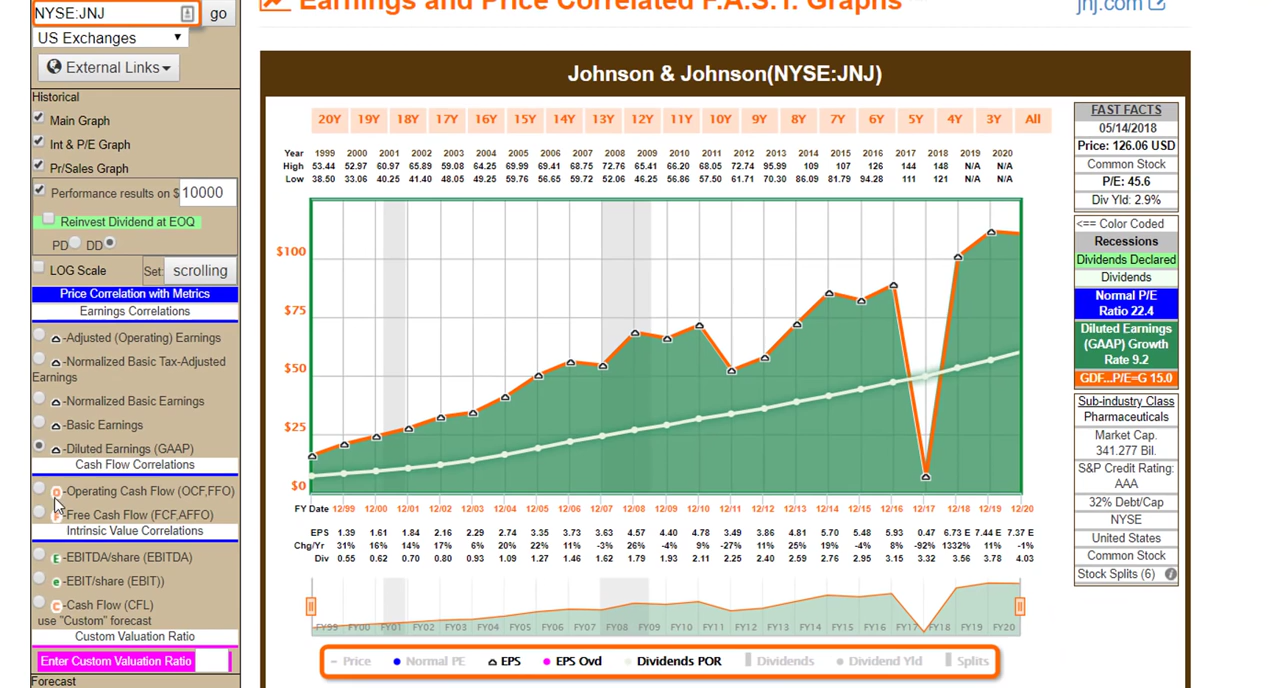 NYSE:JNJ go
US Exchanges
External Links
Historical
Main Graph
Int & P/E Graph
Pr/Sales Graph
Performance results on $ 10000
Reinvest Dividend at EOQ
PD DD
LOG Scale Set: scrolling
Price Correlation with Metrics
Earnings Correlations
-Adjusted (Operating) Earnings
-Normalized Basic Tax-Adjusted
Earnings
-Normalized Basic Earnings
-Basic Earnings
-Diluted Earnings (GAAP)
Cash Flow Correlations
O-Operating Cash Flow (OCF,FFO)
-Free Cash Flow (FCF,AFFO)
Intrinsic Value Correlations
E-EBITDA/share (EBITDA)
e-EBIT/share (EBIT))
C-Cash Flow (CFL)
use "Custom" forecast
Custom Valuation Ratio
Enter Custom Valuation Ratio
Forecast
Earnings and Price Correlated F.A.S.T. Graphs™
jnj.com
Johnson & Johnson(NYSE:JNJ)
20Y 19Y 18Y 17Y 16Y 15Y 14Y 13Y 12Y 11Y 10Y 9Y 8Y 7Y 6Y 5Y 4Y 3Y All
Year 1999 2000 2001 2002 2003 2004 2005 2006 2007 2008 2009 2010 2011 2012 2013 2014 2015 2016 2017 2018 2019 2020
High 53.44 52.97 60.97 65.89 59.08 64.25 69.99 69.41 68.75 72.76 65.41 66.20 68.05 72.74 95.99 109 107 126 144 148 N/A N/A
Low 38.50 33.06 40.25 41.40 48.05 49.25 59.76 56.65 59.72 52.06 46.25 56.86 57.50 61.71 70.30 86.09 81.79 94.28 111 121 N/A N/A
$100
$75
$50
$25
$0
FY Date 12/99 12/00 12/01 12/02 12/03 12/04 12/05 12/06 12/07 12/08 12/09 12/10 12/11 12/12 12/13 12/14 12/15 12/16 12/17 12/18 12/19 12/20
EPS 1.39 1.61 1.84 2.16 2.29 2.74 3.35 3.73 3.63 4.57 4.40 4.78 3.49 3.86 4.81 5.70 5.48 5.93 0.47 6.73 E 7.44 E 7.37 E
Chg/Yr 31% 16% 14% 17% 6% 20% 22% 11% -3% 26% -4% 9% -27% 11% 25% 19% -4% 8% -92% 1332% 11% -1%
Div 0.55 0.62 0.70 0.80 0.93 1.09 1.27 1.46 1.62 1.79 1.93 2.11 2.25 2.40 2.59 2.76 2.95 3.15 3.32 3.56 3.78 4.03
FY99 FY00 FY01 FY02 FY03 FY04 FY05 FY06 FY07 FY08 FY09 FY10 FY11 FY12 FY13 FY14 FY15 FY16 FY17 FY18 FY19 FY20
Price Normal PE EPS EPS Ovd Dividends POR Dividends Dividend Yld Splits
FAST FACTS
05/14/2018
Price: 126.06 USD
Common Stock
P/E: 45.6
Div Yld: 2.9%
<== Color Coded
Recessions
Dividends Declared
Dividends
Normal P/E
Ratio 22.4
Diluted Earnings
(GAAP) Growth
Rate 9.2
GDF...P/E=G 15.0
Sub-industry Class
Pharmaceuticals
Market Cap.
341.277 Bil.
S&P Credit Rating:
AAA
32% Debt/Cap
NYSE
United States
Common Stock
Stock Splits (6) i